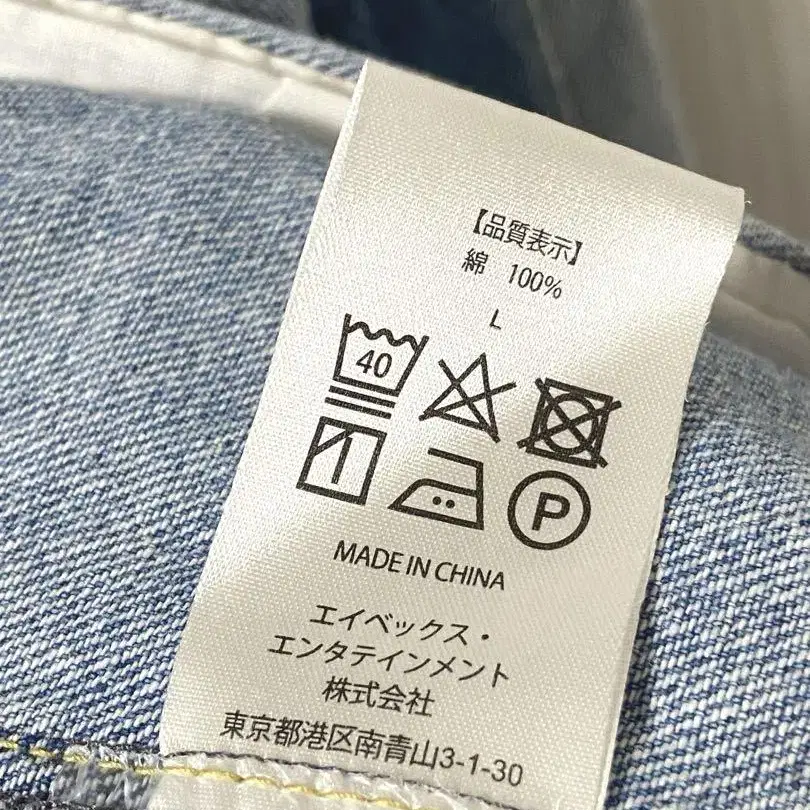 【品質表示】
綿 100%
L
40
P
MADE IN CHINA
エイベックス・
エンタテインメント
株式会社
東京都港区南青山3-1-30